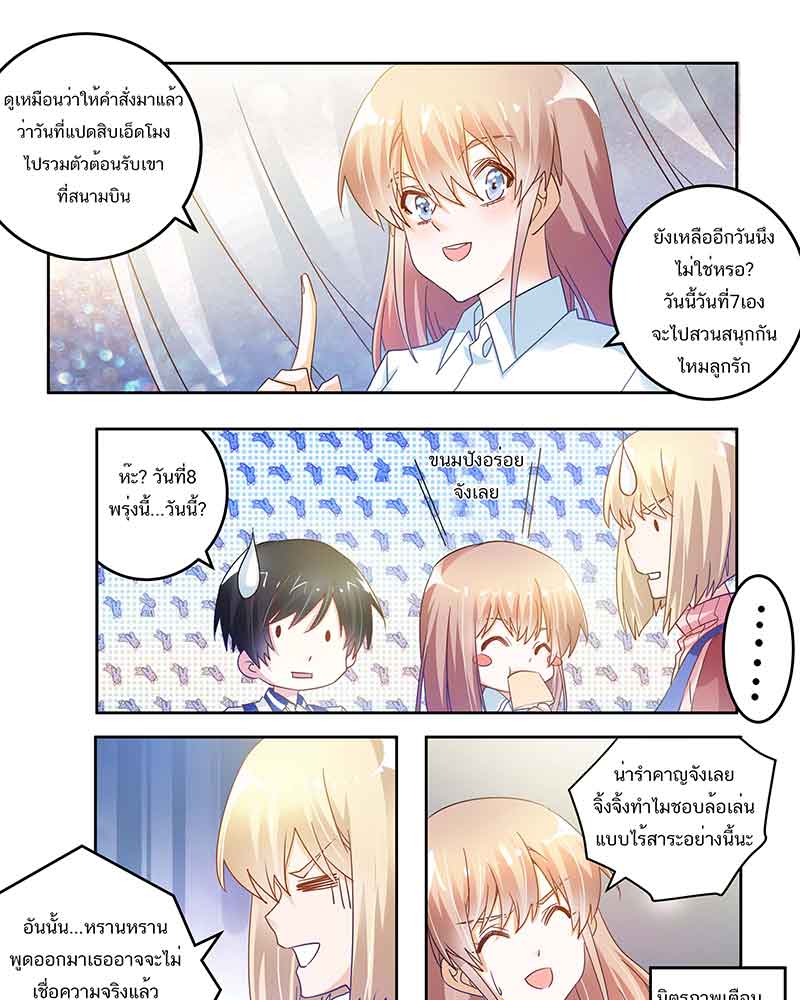 ดูเหมือนว่าให้คำสั่งมาแล้ว
ว่าวันที่แปดสิบเอ็ดโมง
ไปรวมตัวต้อนรับเขา
ที่สนามบิน
ยังเหลืออีกวันนึง
ไม่ใช่หรอ?
วันนี้วันที่7เอง
จะไปสวนสนุกกัน
ไหมลูกรัก
ห๊ะ? วันที่8
พรุ่งนี้...วันนี้?
ขนมปังอร่อย
จังเลย
น่ารำคาญจังเลย
จิ้งจิ้งทำไมชอบล้อเล่น
แบบไร้สาระอย่างนี้นะ
อันนั้น...หรานหราน
พูดออกมาเธออาจจะไม่
เชื่อความจริงแล้ว
มิตรภาพเตือน